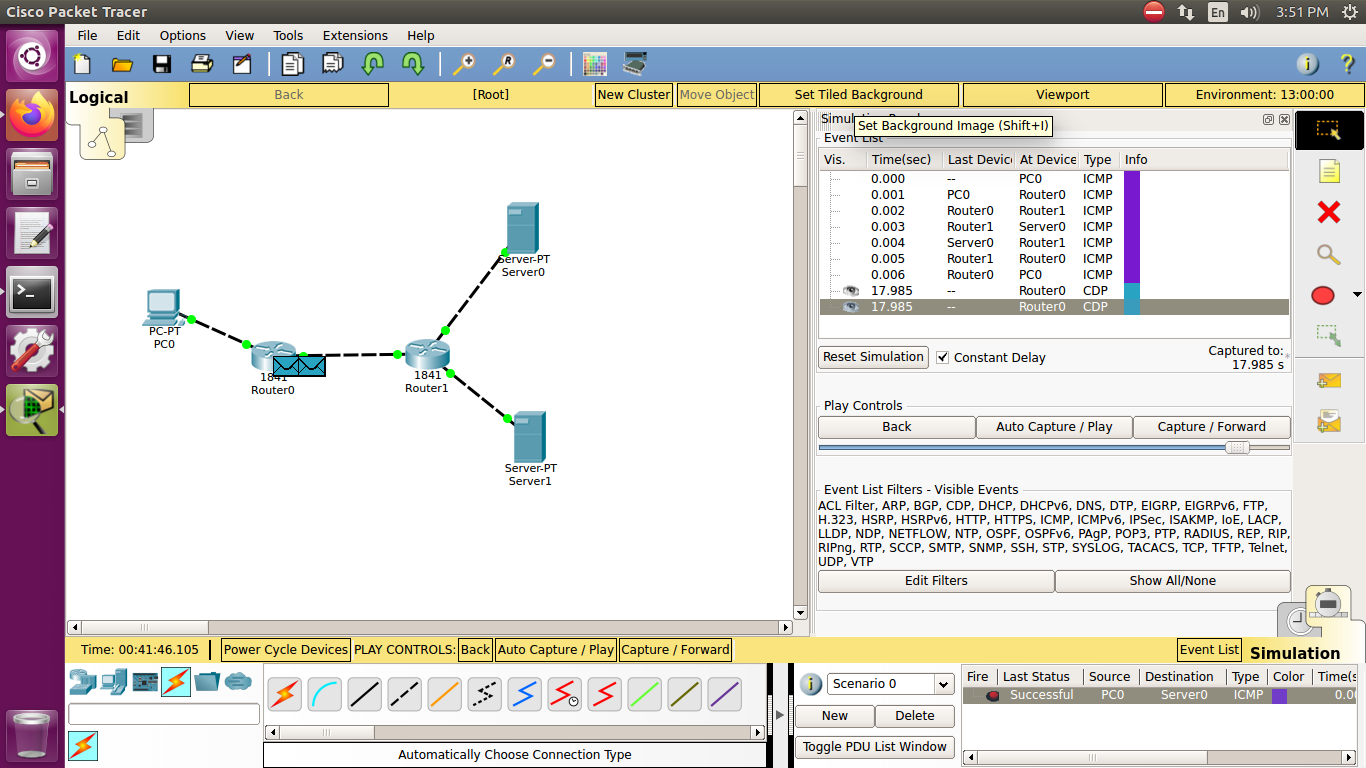 Cisco Packet Tracer
En
3:51 PM
File Edit Options View Tools Extensions Help
Logical
Back
[Root]
New Cluster
Move Object
Set Tiled Background
Viewport
Environment: 13:00:00
Set Background Image (Shift+I)
Event List
Vis. Time(sec) Last Devic At Device Type Info
0.000 -- PC0 ICMP
0.001 PC0 Router0 ICMP
0.002 Router0 Router1 ICMP
0.003 Router1 Server0 ICMP
0.004 Server0 Router1 ICMP
0.005 Router1 Router0 ICMP
0.006 Router0 PC0 ICMP
17.985 -- Router0 CDP
17.985 -- Router0 CDP
Reset Simulation
Constant Delay
Captured to:
17.985 s
Play Controls
Back
Auto Capture / Play
Capture / Forward
Event List Filters - Visible Events
ACL Filter, ARP, BGP, CDP, DHCP, DHCPv6, DNS, DTP, EIGRP, EIGRPv6, FTP,
H.323, HSRP, HSRPv6, HTTP, HTTPS, ICMP, ICMPv6, IPSec, ISAKMP, IoE, LACP,
LLDP, NDP, NETFLOW, NTP, OSPF, OSPFv6, PAgP, POP3, PTP, RADIUS, REP, RIP,
RIPng, RTP, SCCP, SMTP, SNMP, SSH, STP, SYSLOG, TACACS, TCP, TFTP, Telnet,
UDP, VTP
Edit Filters
Show All/None
Server-PT
Server0
PC-PT
PC0
1841
Router0
1841
Router1
Server-PT
Server1
Time: 00:41:46.105
Power Cycle Devices
PLAY CONTROLS:
Back
Auto Capture / Play
Capture / Forward
Event List
Simulation
Automatically Choose Connection Type
Scenario 0
New
Delete
Toggle PDU List Window
Fire Last Status Source Destination Type Color Time(s
Successful PC0 Server0 ICMP 0.0